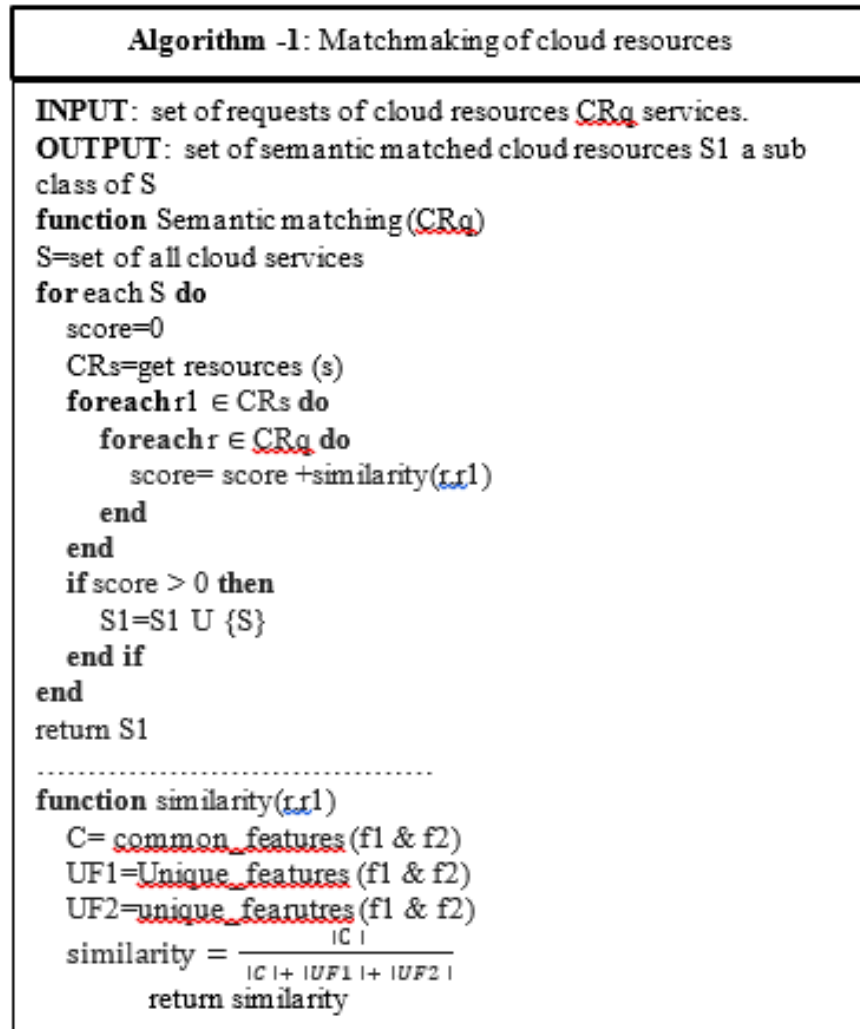 Algorithm -1: Matchmaking of cloud resources
INPUT: set of requests of cloud resources CRq services.
OUTPUT: set of semantic matched cloud resources S1 a sub
class of S
function Semantic matching (CRq)
S=set of all cloud services
for each S do
score=0
CRs=get resources (s)
foreach r1 ∈ CRs do
foreach r ∈ CRq do
score= score +similarity(r,r1)
end
end
if score > 0 then
S1=S1 U {S}
end if
end
return S1
......................................
function similarity(r,r1)
C= common_features (f1 & f2)
UF1=Unique_features (f1 & f2)
UF2=unique_fearutres (f1 & f2)
similarity = |C| / |C|+ |UF1|+ |UF2|
return similarity